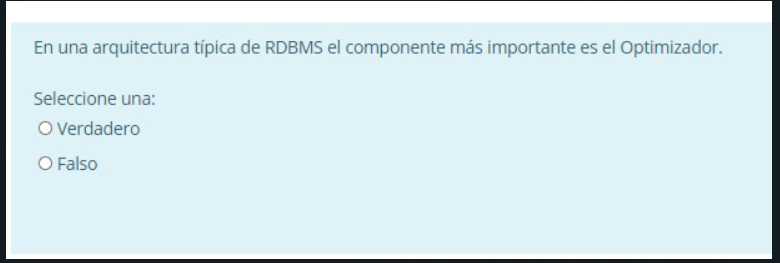 En una arquitectura típica de RDBMS el componente más importante es el Optimizador.
Seleccione una:
Verdadero
Falso